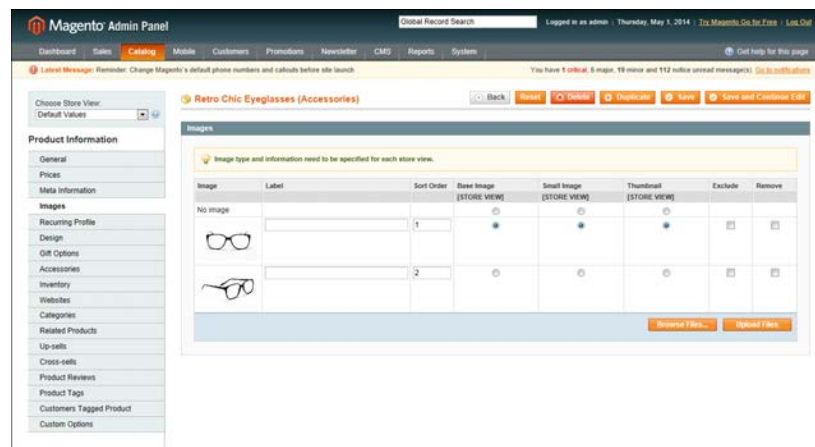 Magento Admin Panel
Global Record Search
Logged in as admin | Thursday, May 1, 2014 | Try Magento Go for Free | Log Out
Dashboard Sales Catalog Mobile Customers Promotions Newsletter CMS Reports System
Get help for this page
Latest Message: Reminder: Change Magento's default phone numbers and callouts before site launch
You have 1 critical, 6 major, 19 minor and 112 notice unread message(s). Go to notifications
Choose Store View:
Default Values
Product Information
General
Prices
Meta Information
Images
Recurring Profile
Design
Gift Options
Accessories
Inventory
Websites
Categories
Related Products
Up-sells
Cross-sells
Product Reviews
Product Tags
Customers Tagged Product
Custom Options
Retro Chic Eyeglasses (Accessories)
Back Reset Delete Duplicate Save Save and Continue Edit
Images
Image type and information need to be specified for each store view.
Image Label Sort Order Base Image Small Image Thumbnail Exclude Remove
[STORE VIEW] [STORE VIEW] [STORE VIEW]
No image
1
2
Browse Files... Upload Files